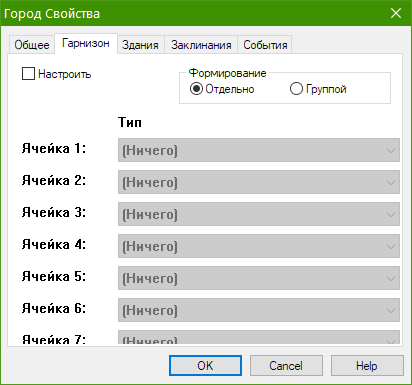 Город Свойства
Общее Гарнизон Здания Заклинания События
Настроить
Формирование
Отдельно Группой
Тип
Ячейка 1: (Ничего)
Ячейка 2: (Ничего)
Ячейка 3: (Ничего)
Ячейка 4: (Ничего)
Ячейка 5: (Ничего)
Ячейка 6: (Ничего)
Ячейка 7: (Ничего)
OK Cancel Help